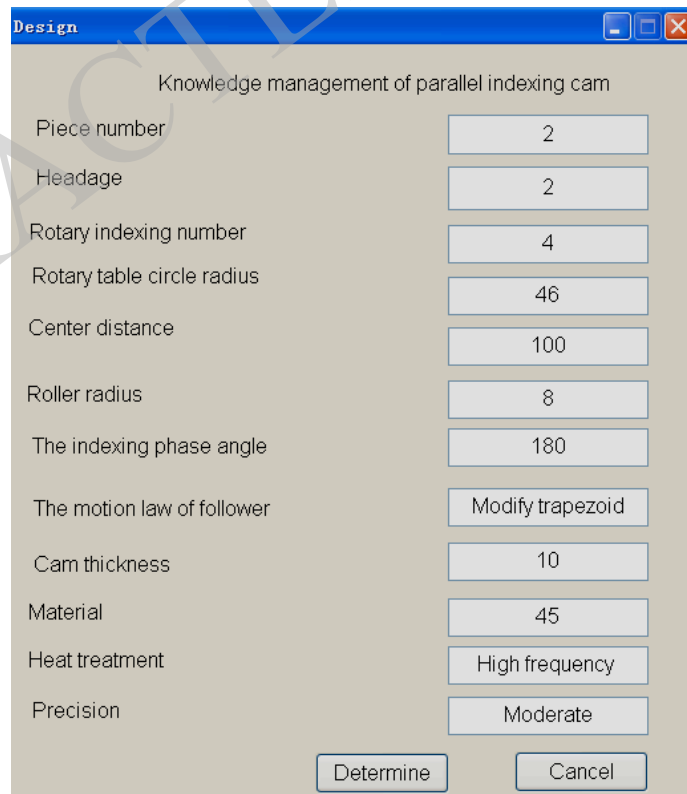 Design
Knowledge management of parallel indexing cam
Piece number 2
Headage 2
Rotary indexing number 4
Rotary table circle radius 46
Center distance 100
Roller radius 8
The indexing phase angle 180
The motion law of follower Modify trapezoid
Cam thickness 10
Material 45
Heat treatment High frequency
Precision Moderate
Determine Cancel